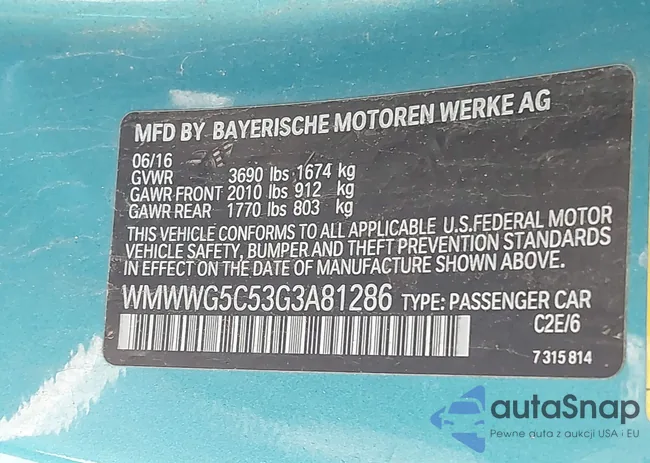 MFD BY BAYERISCHE MOTOREN WERKE AG
06/16
GVWR 3690 lbs 1674 kg
GAWR FRONT 2010 lbs 912 kg
GAWR REAR 1770 lbs 803 kg
THIS VEHICLE CONFORMS TO ALL APPLICABLE U.S.FEDERAL MOTOR
VEHICLE SAFETY, BUMPER AND THEFT PREVENTION STANDARDS
IN EFFECT ON THE DATE OF MANUFACTURE SHOWN ABOVE.
WMWWG5C53G3A81286 TYPE: PASSENGER CAR
C2E/6
7315814
autaSnap
Pewne auta z aukcji USA i EU